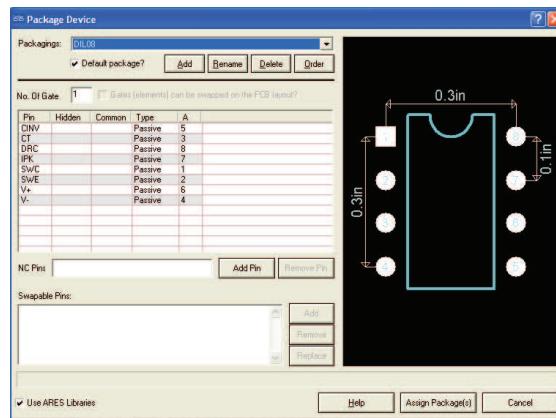 Package Device
Packagings: DIL08
Default package? Add Rename Delete Order
No. Of Gate 1 Gates (elements) can be swapped on the PCB layout?
Pin Hidden Common Type A
CINV Passive 5
CT Passive 3
DRC Passive 8
IPK Passive 7
SWC Passive 1
SWE Passive 2
V+ Passive 6
V- Passive 4
NC Pins Add Pin Remove Pin
Swapable Pins:
Add
Remove
Replace
Use ARES Libraries Help Assign Package(s) Cancel
0.3in
0.3in
0.1in
1 8
2 7
3 6
4 5